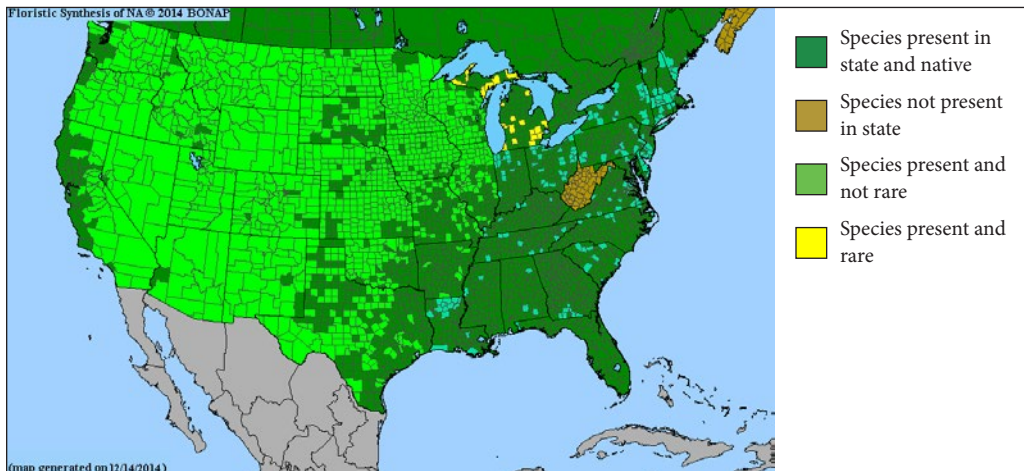 Floristic Synthesis of NA © 2014 BONAP
(map generated on 12/14/2014 )
Species present in
state and native
Species not present
in state
Species present and
not rare
Species present and
rare